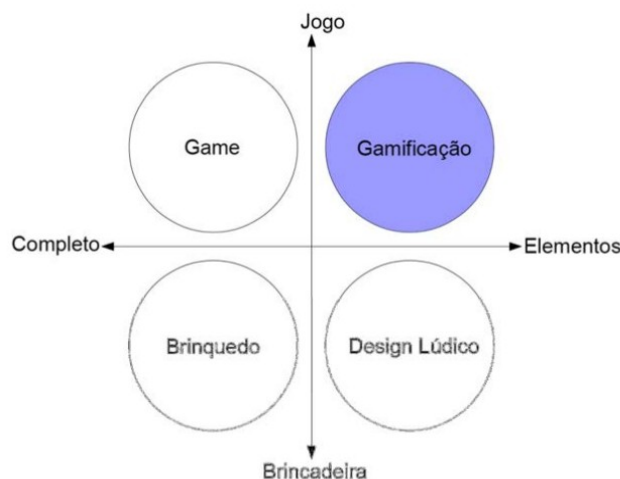 Jogo
Game
Gamificação
Completo
Elementos
Brinquedo
Design Lúdico
Brincadeira